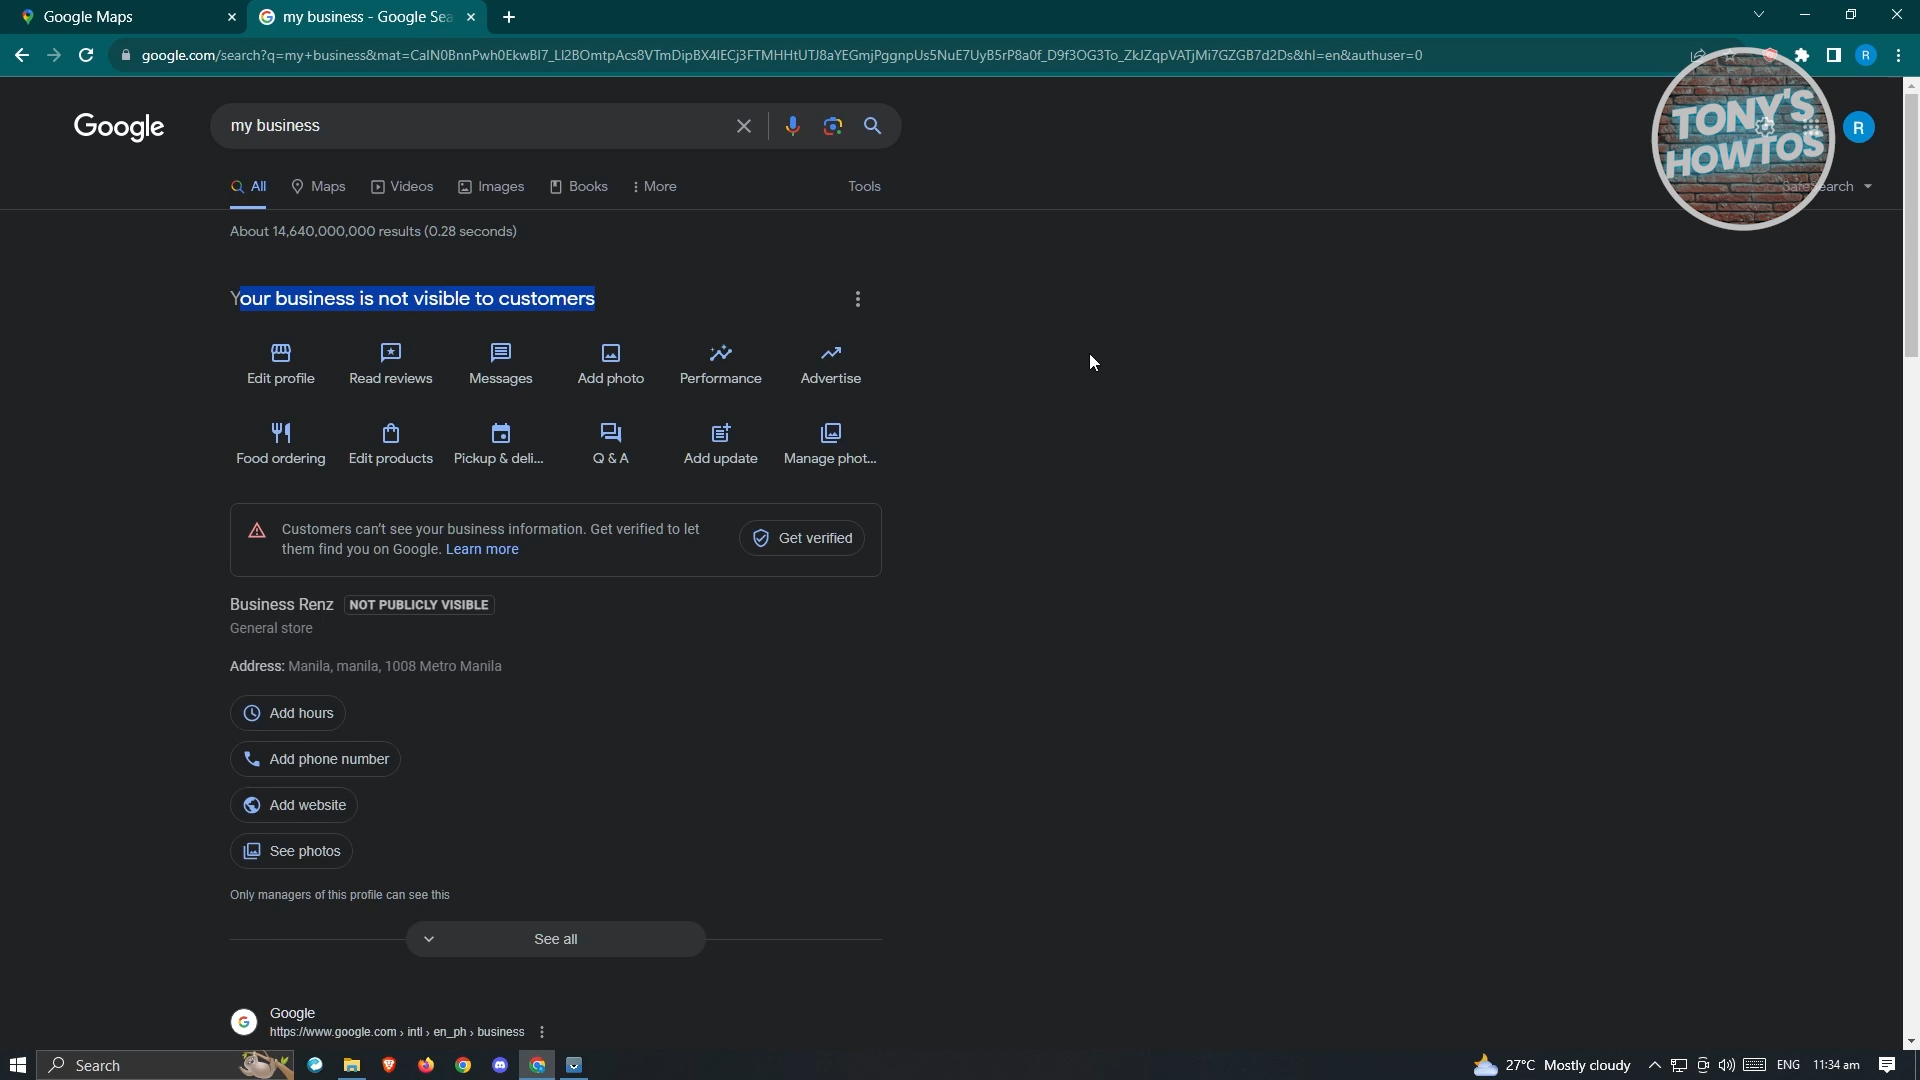 Google Maps
my business - Google Sea
google.com/search?q=my+business&mat=CaIN0BnnPwh0EkwBI7_LI2BOmtpAcs8VTmDipBX4IECj3FTMHHtUTJ8aYEGmjPggnpUs5NuE7UyB5rP8a0f_D9f3OG3To_ZkJZqpVATjMi7GZGB7d2Ds&hl=en&authuser=0
R
Google
my business
TONY'S
HOWTOS
R
All
Maps
Videos
Images
Books
More
Tools
SafeSearch
About 14,640,000,000 results (0.28 seconds)
Your business is not visible to customers
Edit profile
Read reviews
Messages
Add photo
Performance
Advertise
Food ordering
Edit products
Pickup & deli...
Q & A
Add update
Manage phot...
Customers can't see your business information. Get verified to let
them find you on Google. Learn more
Get verified
Business Renz NOT PUBLICLY VISIBLE
General store
Address: Manila, manila, 1008 Metro Manila
Add hours
Add phone number
Add website
See photos
Only managers of this profile can see this
See all
Google
https://www.google.com › intl › en_ph › business
Search
27°C Mostly cloudy
ENG
11:34 am